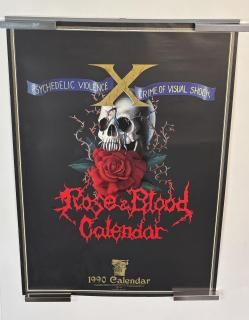 X
PSYCHEDELIC VIOLENCE
CRIME OF VISUAL SHOCK
Rose & Blood
Calendar
1990 Calendar